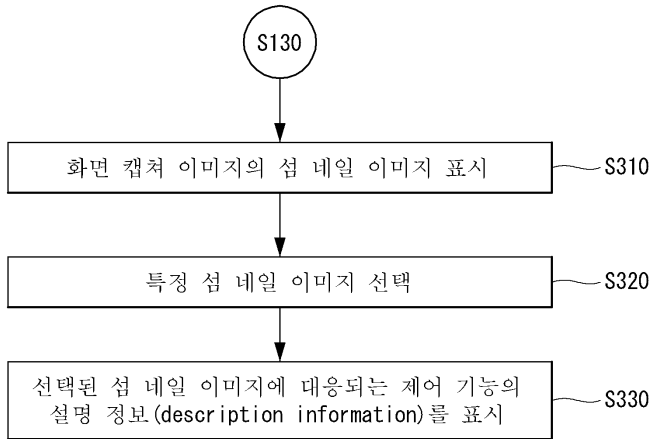 S130
화면 캡쳐 이미지의 섬 네일 이미지 표시
S310
특정 섬 네일 이미지 선택
S320
선택된 섬 네일 이미지에 대응되는 제어 기능의
설명 정보(description information)를 표시
S330